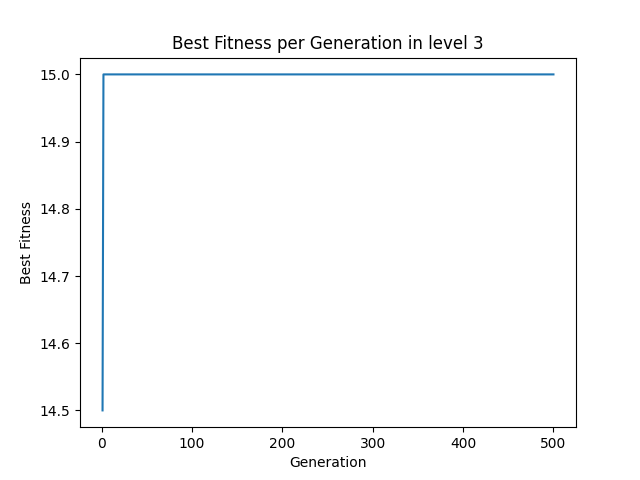 Best Fitness per Generation in level 3
15.0
14.9
14.8
14.7
14.6
14.5
Best Fitness
0 100 200 300 400 500
Generation